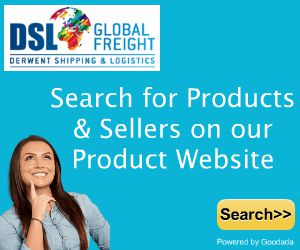 DSL GLOBAL
FREIGHT
DERWENT SHIPPING & LOGISTICS
Search for Products
& Sellers on our
Product Website
Search>>
Powered by Goodada